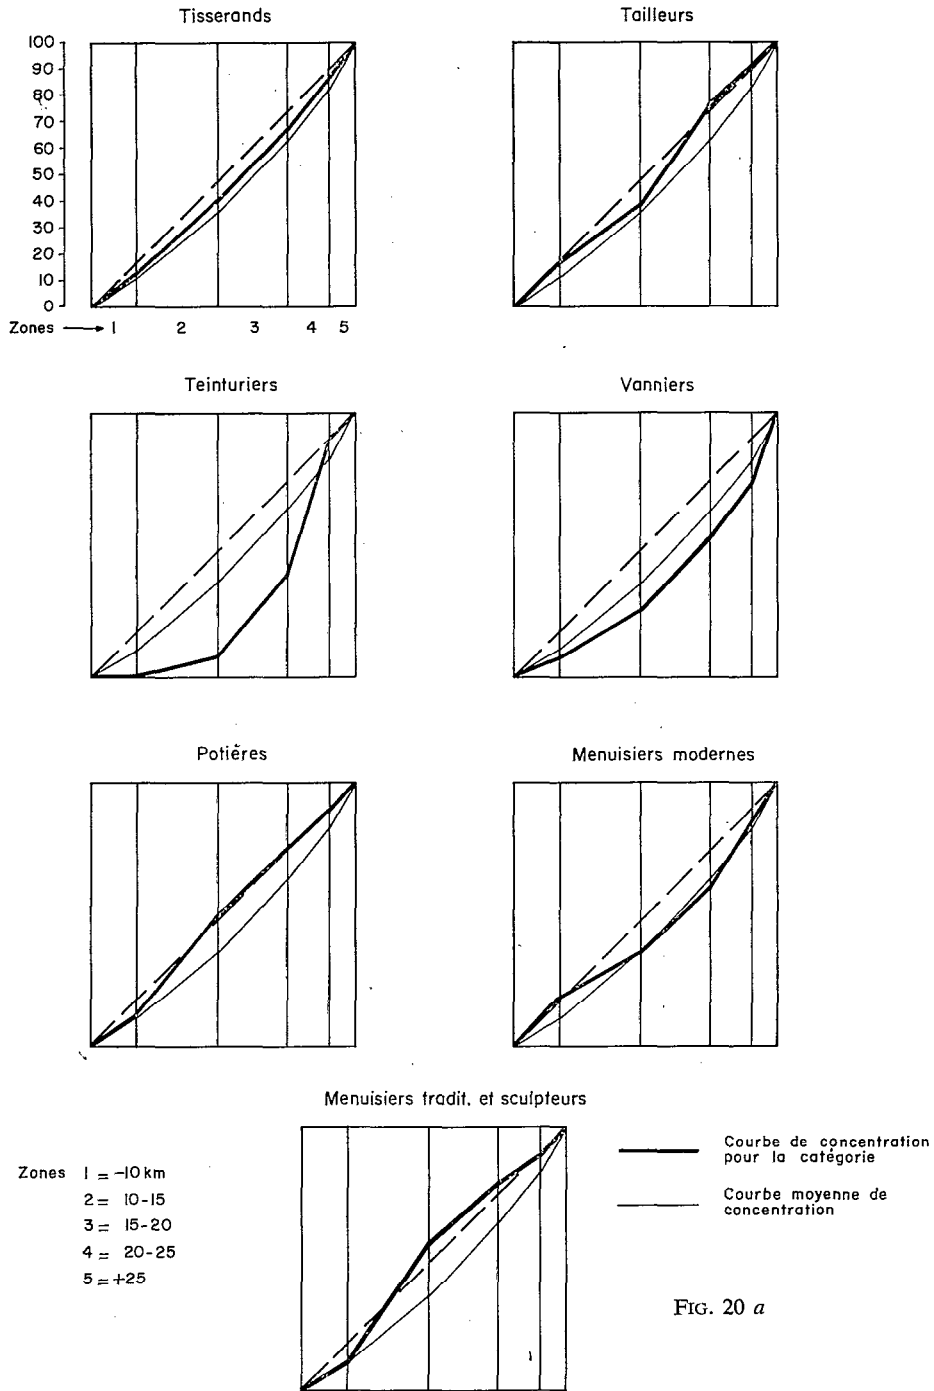 Tisserands
Tailleurs
100
90
80
70
60
50
40
30
20
10
0
Zones 1 2 3 4 5
Teinturiers
Vanniers
Potières
Menuisiers modernes
Menuisiers tradit. et sculpteurs
Zones 1 = -10 km
2 = 10-15
3 = 15-20
4 = 20-25
5 = +25
Courbe de concentration
pour la catégorie
Courbe moyenne de
concentration
FIG. 20 a